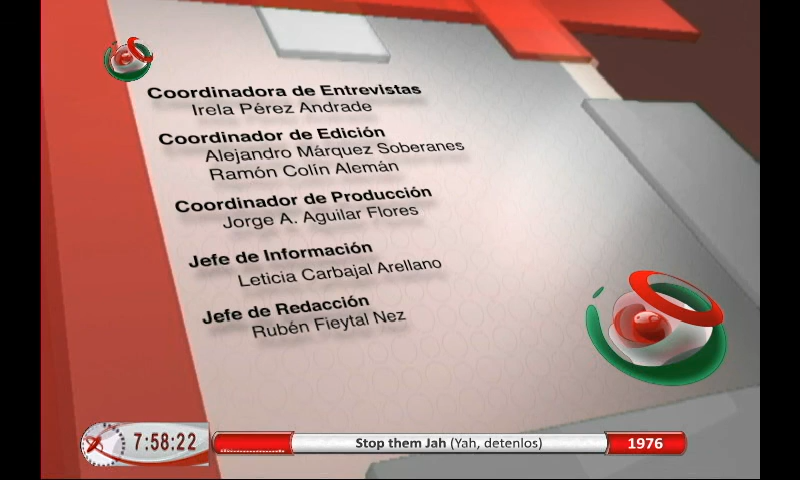 Coordinadora de Entrevistas
Irela Pérez Andrade
Coordinador de Edición
Alejandro Márquez Soberanes
Ramón Colín Alemán
Coordinador de Producción
Jorge A. Aguilar Flores
Jefe de Información
Leticia Carbajal Arellano
Jefe de Redacción
Rubén Fieytal Nez
7:58:22
Stop them Jah (Yah, detenlos)
1976